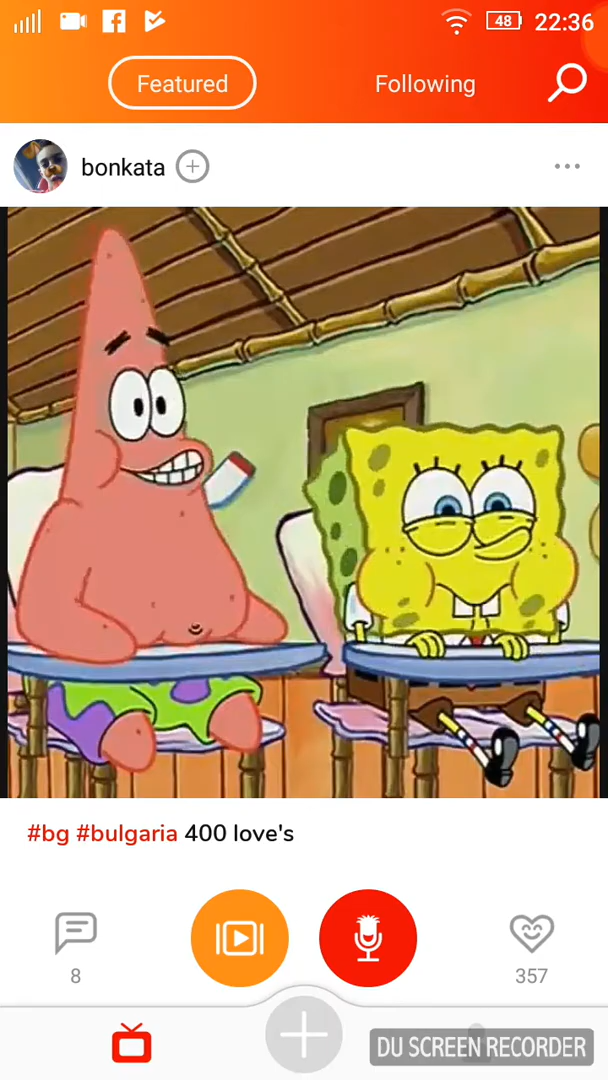 48 22:36
Featured Following
bonkata
#bg #bulgaria 400 love's
8 357
DU SCREEN RECORDER